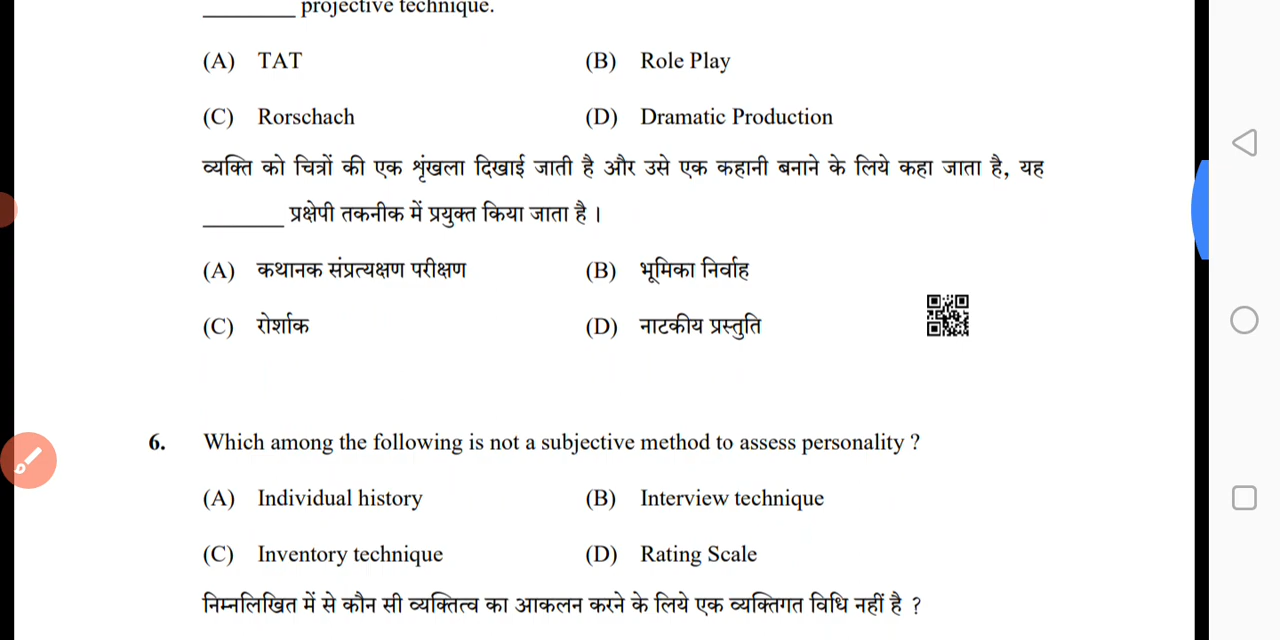 ________ projective technique.
(A) TAT (B) Role Play
(C) Rorschach (D) Dramatic Production
व्यक्ति को चित्रों की एक शृंखला दिखाई जाती है और उसे एक कहानी बनाने के लिये कहा जाता है, यह
________ प्रक्षेपी तकनीक में प्रयुक्त किया जाता है ।
(A) कथानक संप्रत्यक्षण परीक्षण (B) भूमिका निर्वाह
(C) रोर्शाक (D) नाटकीय प्रस्तुति
6. Which among the following is not a subjective method to assess personality ?
(A) Individual history (B) Interview technique
(C) Inventory technique (D) Rating Scale
निम्नलिखित में से कौन सी व्यक्तित्व का आकलन करने के लिये एक व्यक्तिगत विधि नहीं है ?